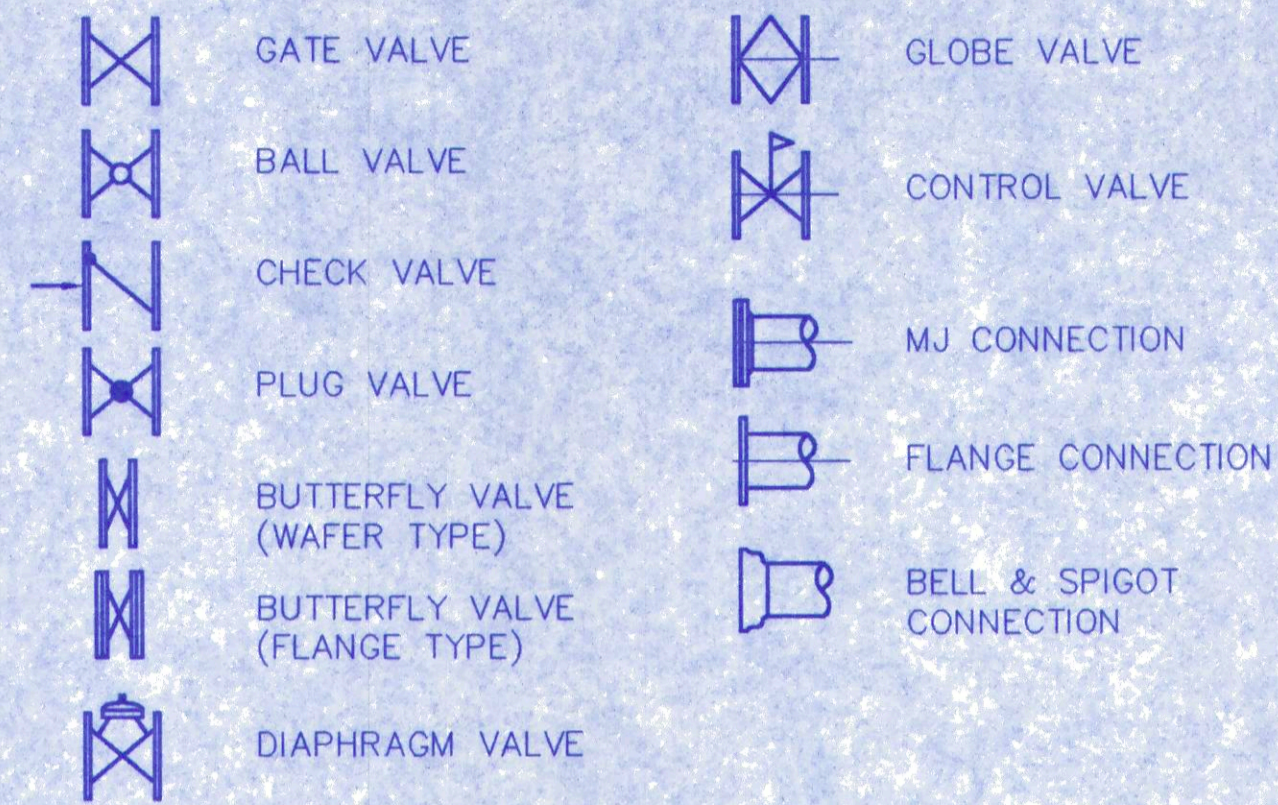 GATE VALVE
BALL VALVE
CHECK VALVE
PLUG VALVE
BUTTERFLY VALVE
(WAFER TYPE)
BUTTERFLY VALVE
(FLANGE TYPE)
DIAPHRAGM VALVE
GLOBE VALVE
CONTROL VALVE
MJ CONNECTION
FLANGE CONNECTION
BELL & SPIGOT
CONNECTION